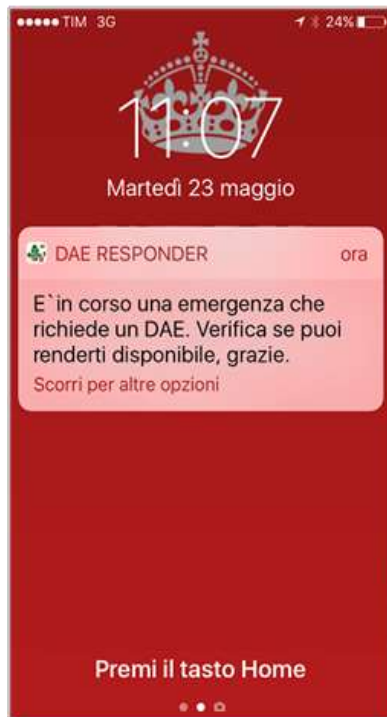 TIM 3G 24%
11:07
Martedì 23 maggio
DAE RESPONDER ora
E`in corso una emergenza che
richiede un DAE. Verifica se puoi
renderti disponibile, grazie.
Scorri per altre opzioni
Premi il tasto Home